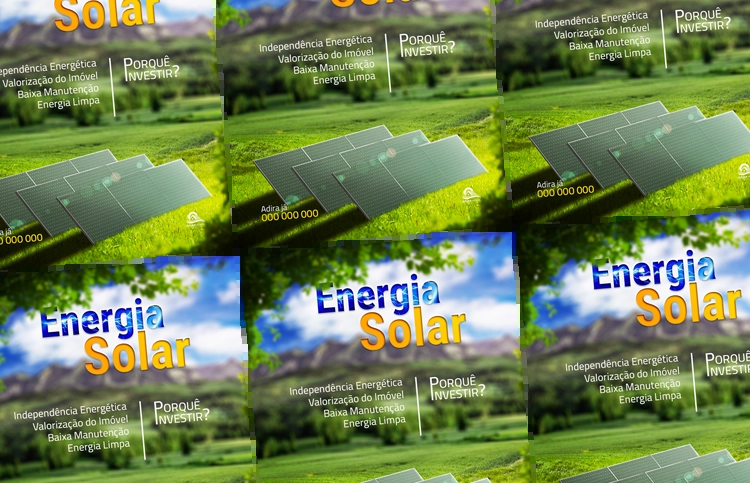 Solar
Independência Energética
Valorização do Imóvel
Baixa Manutenção
Energia Limpa
PORQUÊ
INVESTIR?
000 000 000
Solar
Independência Energética
Valorização do Imóvel
Baixa Manutenção
Energia Limpa
PORQUÊ
INVESTIR?
Adira já
000 000 000
Independência Energética
Valorização do Imóvel
Baixa Manutenção
Energia Limpa
PORQUÊ
INVESTIR?
Adira já
000 000 000
Energia
Solar
Independência Energética
Valorização do Imóvel
Baixa Manutenção
Energia Limpa
PORQUÊ
INVESTIR?
Energia
Solar
Independência Energética
Valorização do Imóvel
Baixa Manutenção
Energia Limpa
PORQUÊ
INVESTIR?
Energia
Solar
Independência Energética
Valorização do Imóvel
Baixa Manutenção
Energia Limpa
PORQUÊ
INVESTIR?